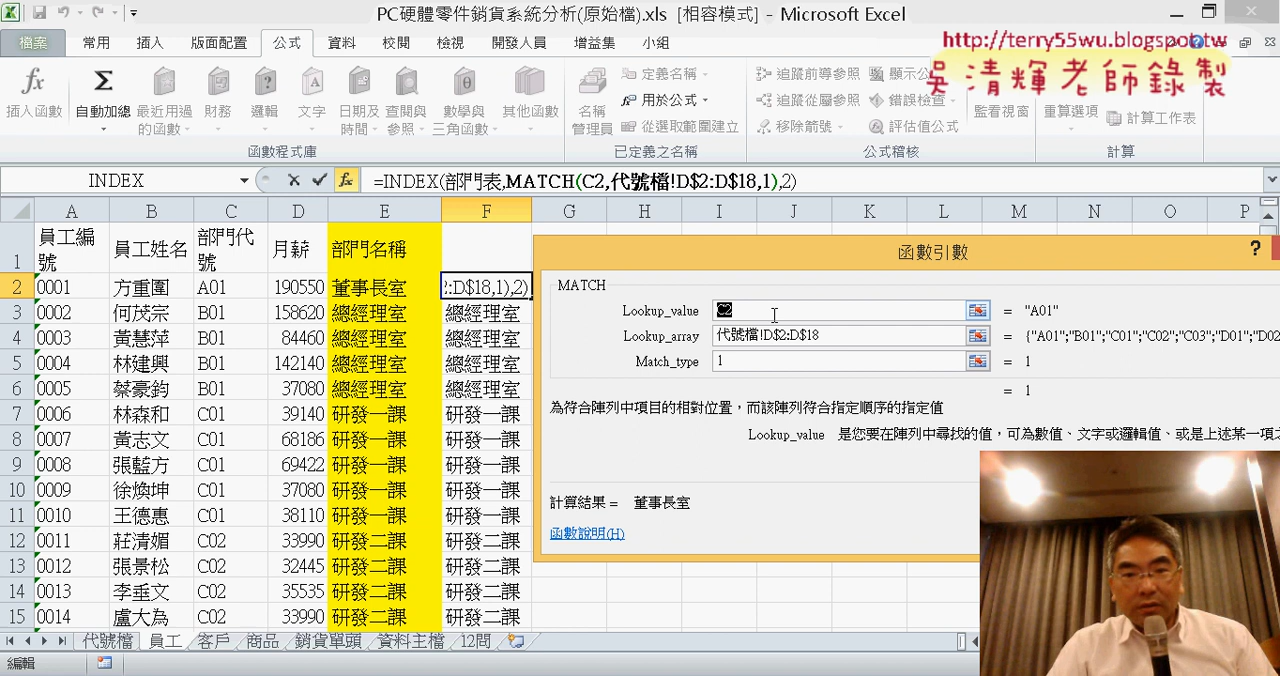 PC硬體零件銷貨系統分析(原始檔).xls [相容模式] - Microsoft Excel
檔案 常用 插入 版面配置 公式 資料 校閱 檢視 開發人員 增益集 小組
http://terry55wu.blogspot.tw
吳清輝老師錄製
插入函數 自動加總 最近用過的函數 財務 邏輯 文字 日期及時間 查閱與參照 數學與三角函數 其他函數
函數程式庫
名稱管理員 定義名稱 用於公式 從選取範圍建立
已定義之名稱
追蹤前導參照 追蹤從屬參照 移除箭號 顯示公 錯誤檢查 評估值公式 監看視窗
公式稽核
重算選項 計算工作表
計算
INDEX =INDEX(部門表,MATCH(C2,代號檔!D$2:D$18,1),2)
A B C D E F G H I J K L M N O P
1 員工編號 員工姓名 部門代號 月薪 部門名稱
2 0001 方重圍 A01 190550 董事長室 2:D$18,1),2)
3 0002 何茂宗 B01 158620 總經理室 總經理室
4 0003 黃慧萍 B01 84460 總經理室 總經理室
5 0004 林建興 B01 142140 總經理室 總經理室
6 0005 蔡豪鈞 B01 37080 總經理室 總經理室
7 0006 林森和 C01 39140 研發一課 研發一課
8 0007 黃志文 C01 68186 研發一課 研發一課
9 0008 張藍方 C01 69422 研發一課 研發一課
10 0009 徐煥坤 C01 37080 研發一課 研發一課
11 0010 王德惠 C01 38110 研發一課 研發一課
12 0011 莊清媚 C02 33990 研發二課 研發二課
13 0012 張景松 C02 32445 研發二課 研發二課
14 0013 李垂文 C02 35535 研發二課 研發二課
15 0014 盧大為 C02 33990 研發二課 研發二課
函數引數 ?
MATCH
Lookup_value C2 = "A01"
Lookup_array 代號檔!D$2:D$18 = {"A01";"B01";"C01";"C02";"C03";"D01";"D02
Match_type 1 = 1
= 1
為符合陣列中項目的相對位置，而該陣列符合指定順序的指定值
Lookup_value 是您要在陣列中尋找的值，可為數值、文字或邏輯值、或是上述某一項之
計算結果 = 董事長室
函數說明(H)
代號檔 員工 客戶 商品 銷貨單頭 資料主檔 12問
編輯